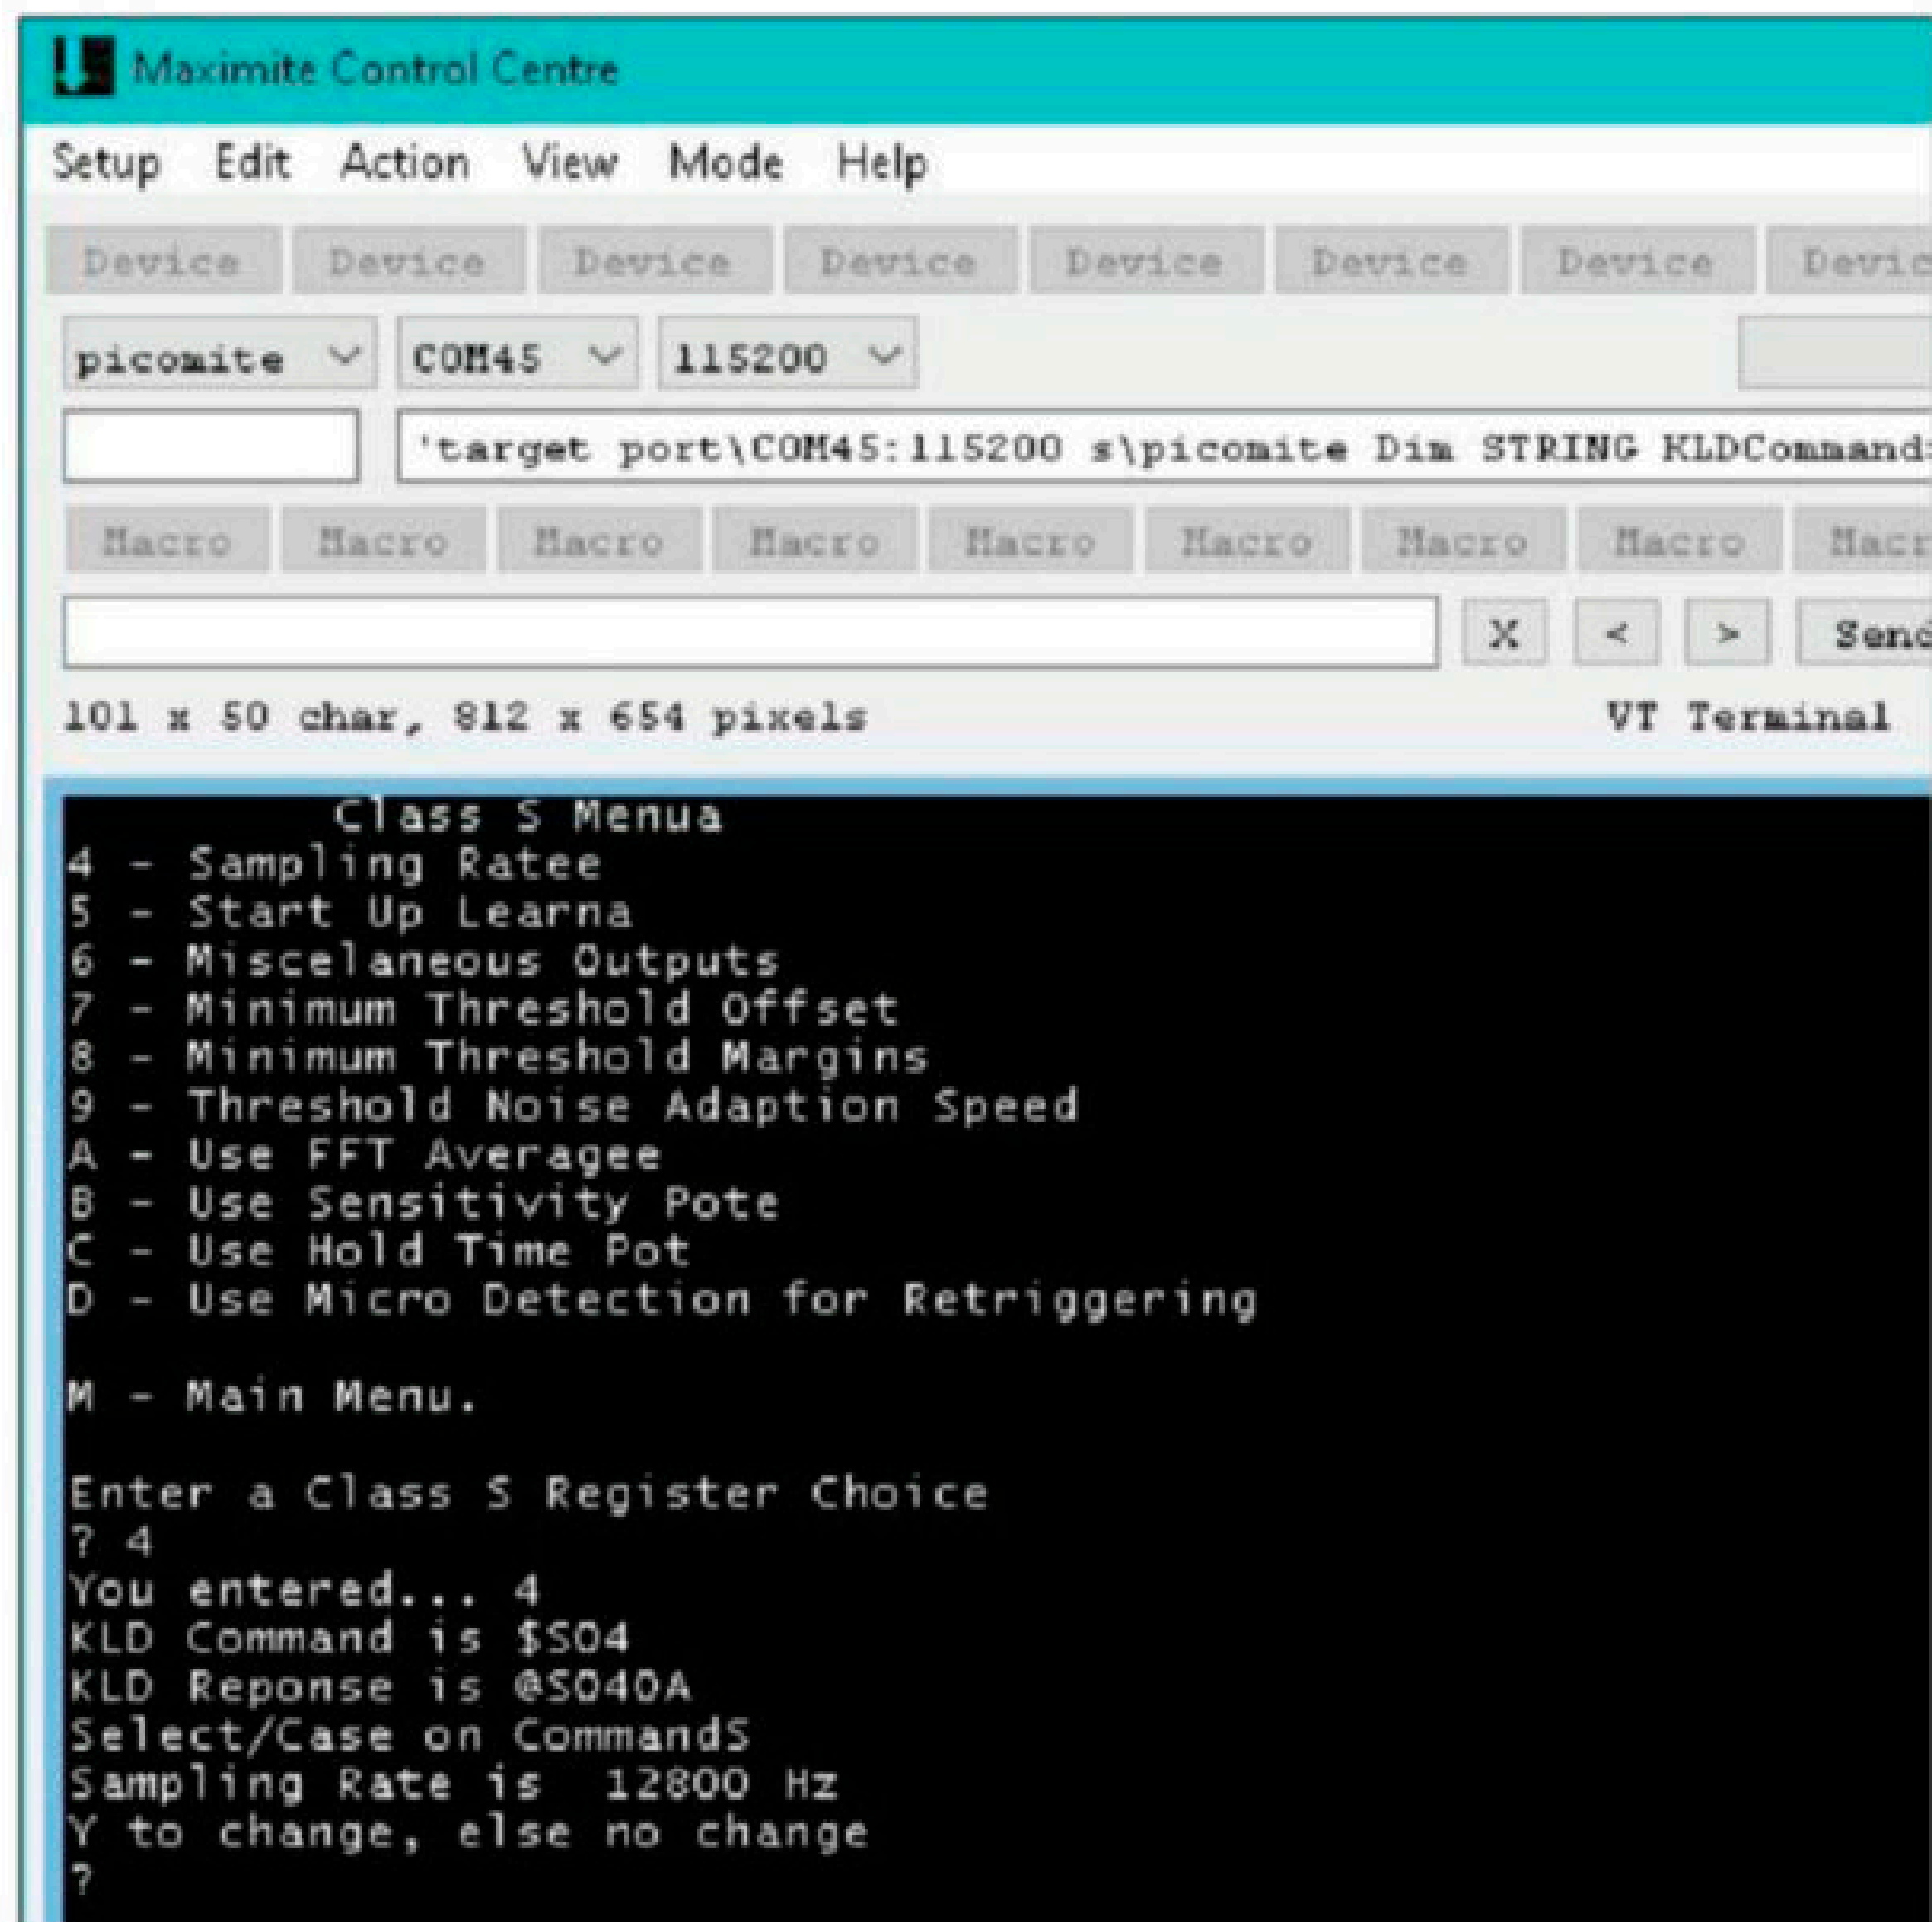 Maximite Control Centre
Setup Edit Action View Mode Help
Device Device Device Device Device Device Device Devic
picomite COM45 115200
'target port\COM45:115200 s\picomite Dim STRING KLDCommand
Macro Macro Macro Macro Macro Macro Macro Macro Macr
X < > Send
101 x 50 char, 812 x 654 pixels VT Terminal
Class S Menua
4 - Sampling Ratee
5 - Start Up Learna
6 - Miscelaneous Outputs
7 - Minimum Threshold Offset
8 - Minimum Threshold Margins
9 - Threshold Noise Adaption Speed
A - Use FFT Averagee
B - Use Sensitivity Pote
C - Use Hold Time Pot
D - Use Micro Detection for Retriggering
M - Main Menu.
Enter a Class S Register Choice
? 4
You entered... 4
KLD Command is $S04
KLD Reponse is @S040A
Select/Case on CommandS
Sampling Rate is 12800 Hz
Y to change, else no change
?